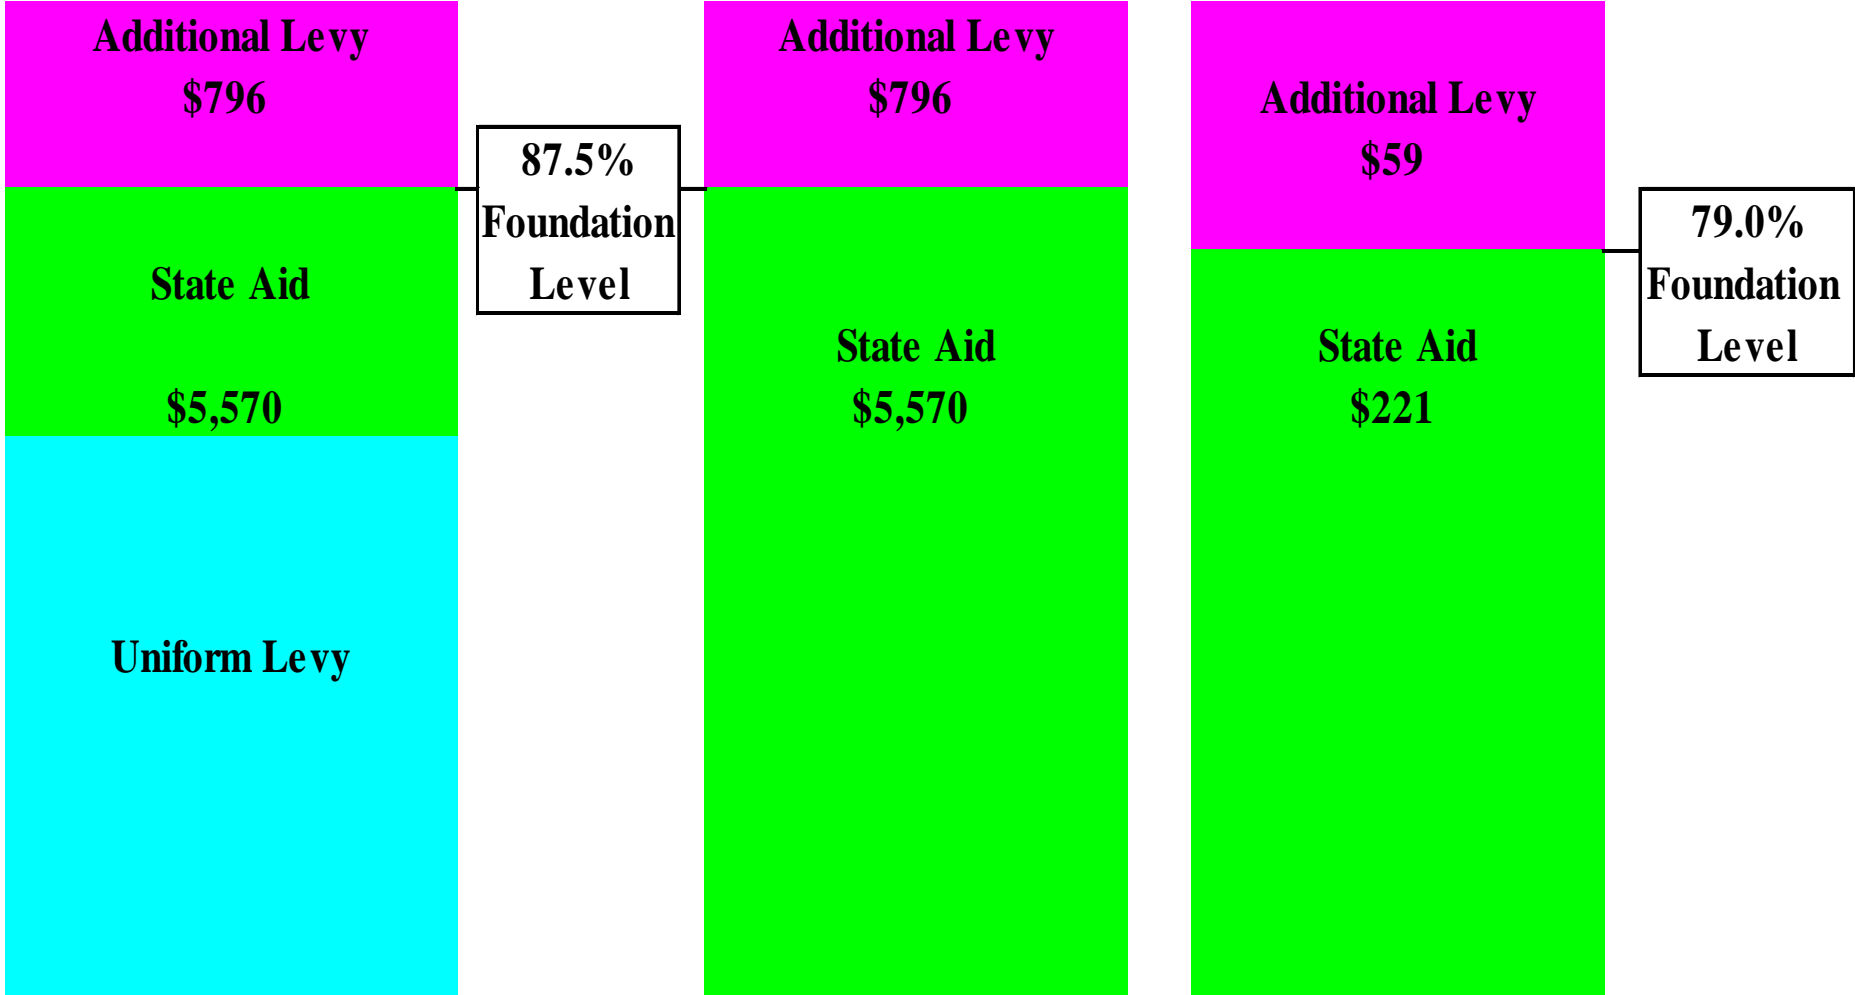 Additional Levy
$796
State Aid
$5,570
Uniform Levy
87.5%
Foundation
Level
Additional Levy
$796
State Aid
$5,570
Additional Levy
$59
State Aid
$221
79.0%
Foundation
Level